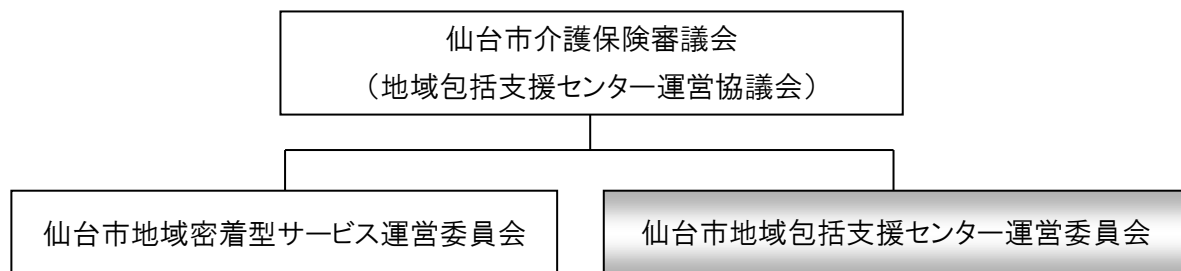 仙台市介護保険審議会
（地域包括支援センター運営協議会）
仙台市地域密着型サービス運営委員会
仙台市地域包括支援センター運営委員会